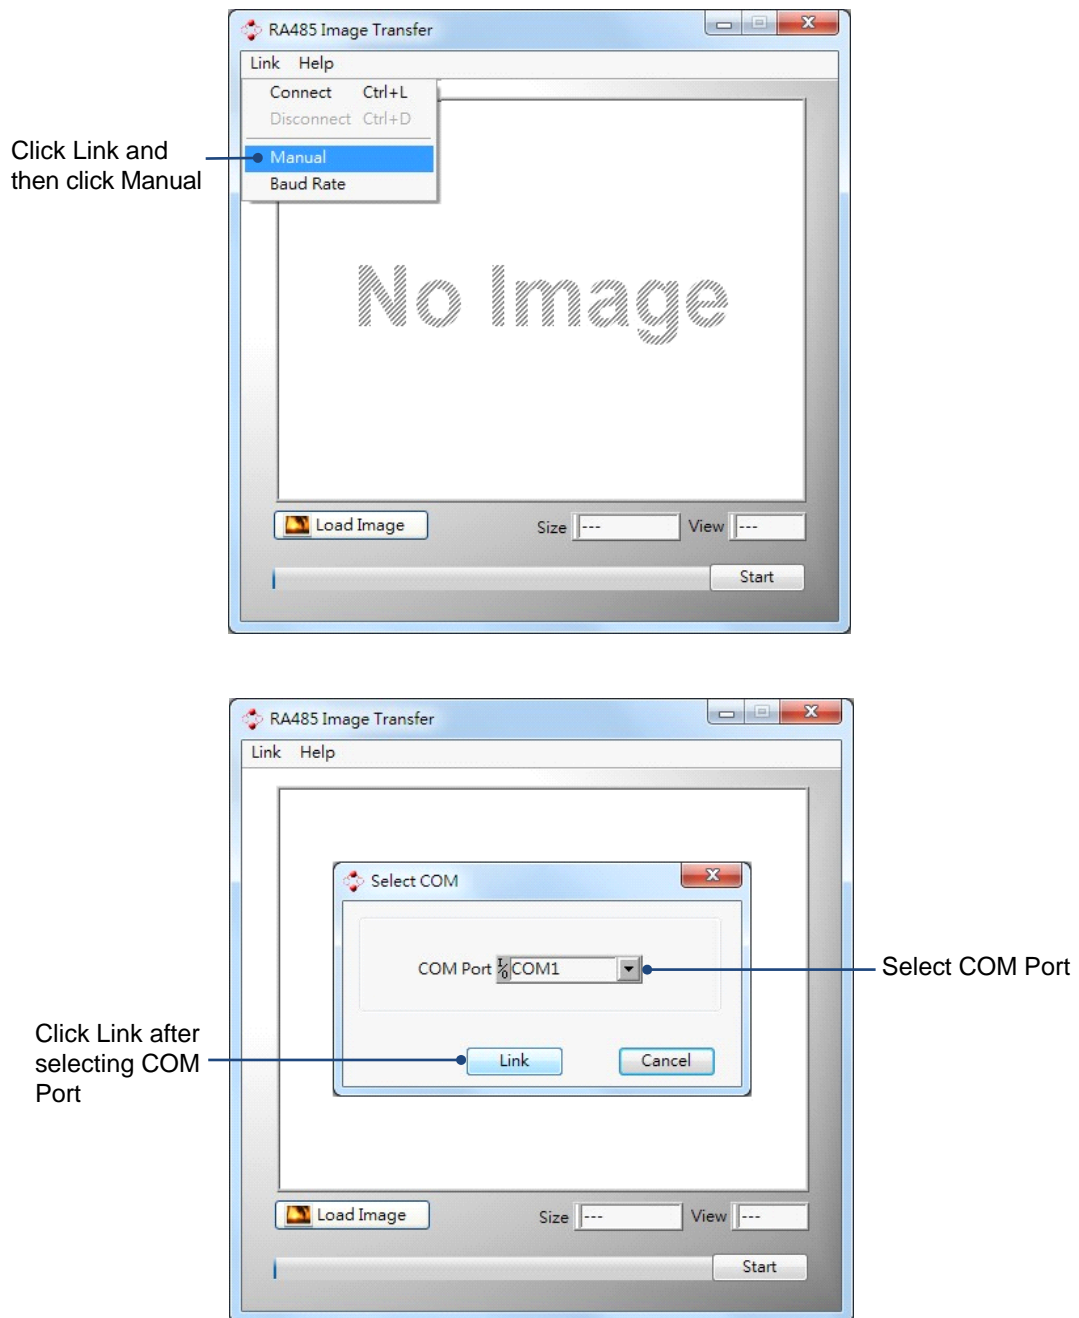 RA485 Image Transfer
Link Help
Connect Ctrl+L
Disconnect Ctrl+D
Manual
Baud Rate
Click Link and
then click Manual
No Image
Load Image
Size ---
View ---
Start
RA485 Image Transfer
Link Help
Select COM
COM Port I/O COM1
Select COM Port
Link
Cancel
Click Link after
selecting COM
Port
Load Image
Size ---
View ---
Start